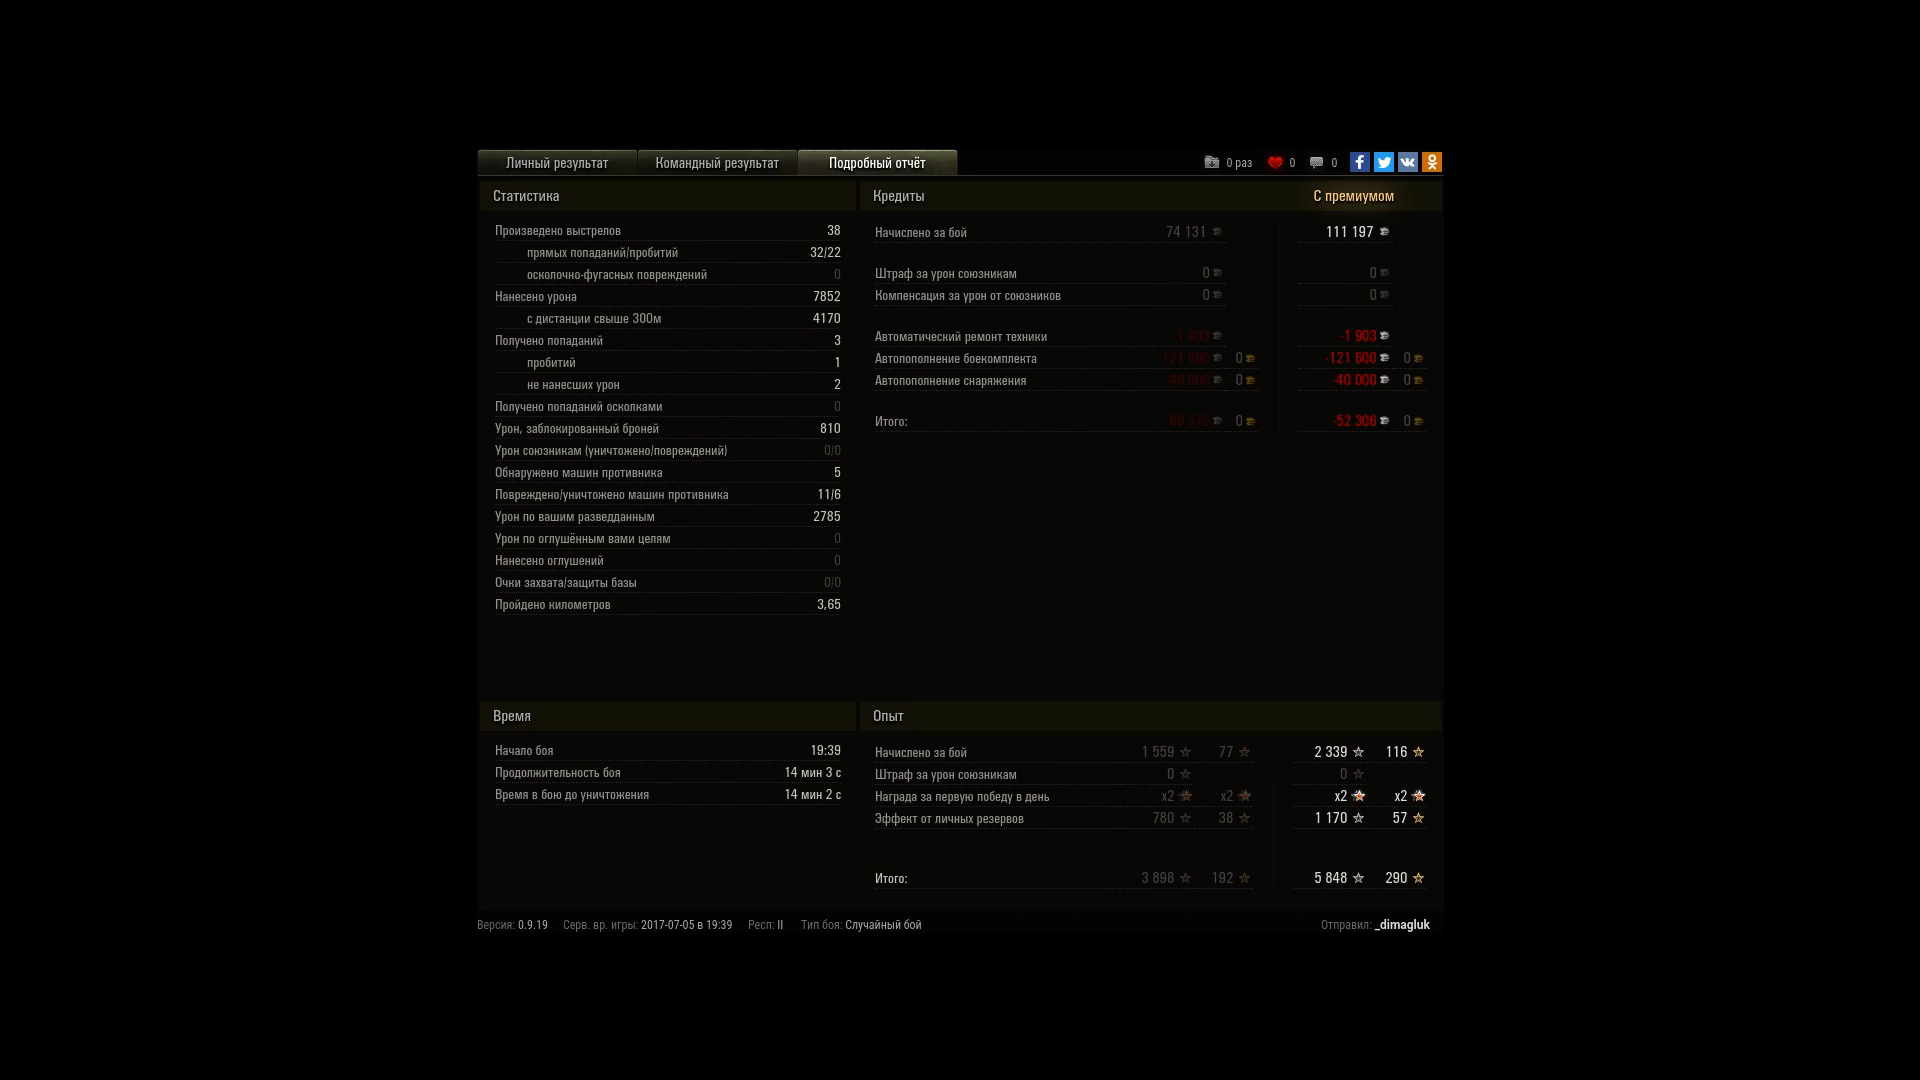 Личный результат Командный результат Подробный отчёт 0 раз 0 0
Статистика
Произведено выстрелов 38
прямых попаданий/пробитий 32/22
осколочно-фугасных повреждений 0
Нанесено урона 7852
с дистанции свыше 300м 4170
Получено попаданий 3
пробитий 1
не нанесших урон 2
Получено попаданий осколками 0
Урон, заблокированный броней 810
Урон союзникам (уничтожено/повреждений) 0/0
Обнаружено машин противника 5
Повреждено/уничтожено машин противника 11/6
Урон по вашим разведданным 2785
Урон по оглушённым вами целям 0
Нанесено оглушений 0
Очки захвата/защиты базы 0/0
Пройдено километров 3,65
Кредиты С премиумом
Начислено за бой 74 131 111 197
Штраф за урон союзникам 0 0
Компенсация за урон от союзников 0 0
Автоматический ремонт техники -1 903 -1 903
Автопополнение боекомплекта -121 600 0 -121 600 0
Автопополнение снаряжения -40 000 0 -40 000 0
Итого: -89 372 0 -52 306 0
Время
Начало боя 19:39
Продолжительность боя 14 мин 3 с
Время в бою до уничтожения 14 мин 2 с
Опыт
Начислено за бой 1 559 77 2 339 116
Штраф за урон союзникам 0 0
Награда за первую победу в день x2 x2 x2 x2
Эффект от личных резервов 780 38 1 170 57
Итого: 3 898 192 5 848 290
Версия: 0.9.19 Серв. вр. игры: 2017-07-05 в 19:39 Респ: II Тип боя: Случайный бой Отправил: _dimagluk